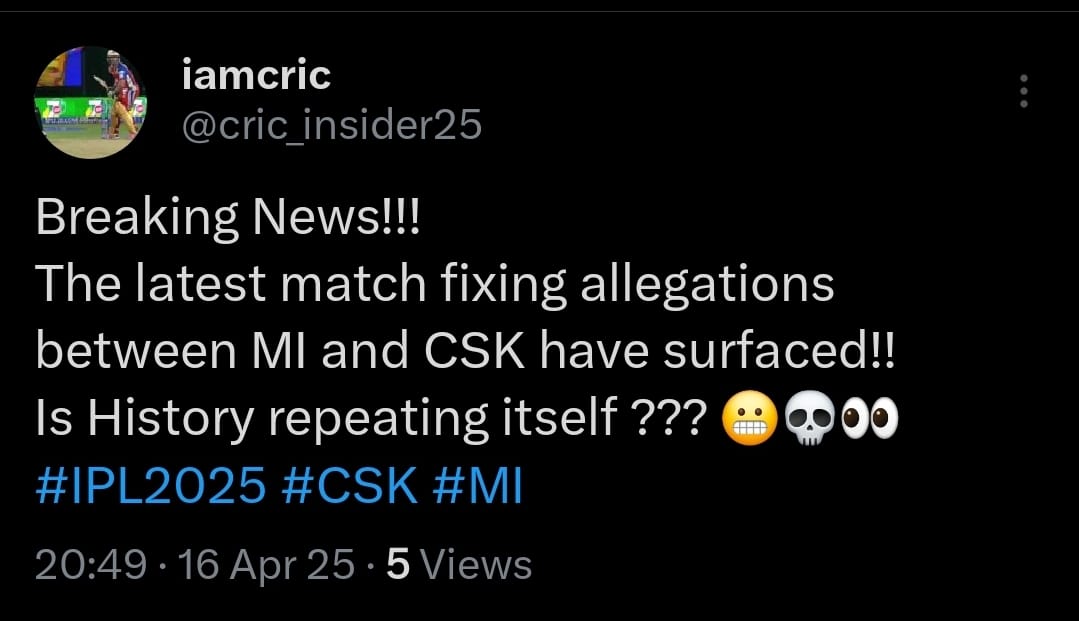 iamcric
@cric_insider25
Breaking News!!!
The latest match fixing allegations
between MI and CSK have surfaced!!
Is History repeating itself ??? 😬💀👀
#IPL2025 #CSK #MI
20:49 · 16 Apr 25 · 5 Views